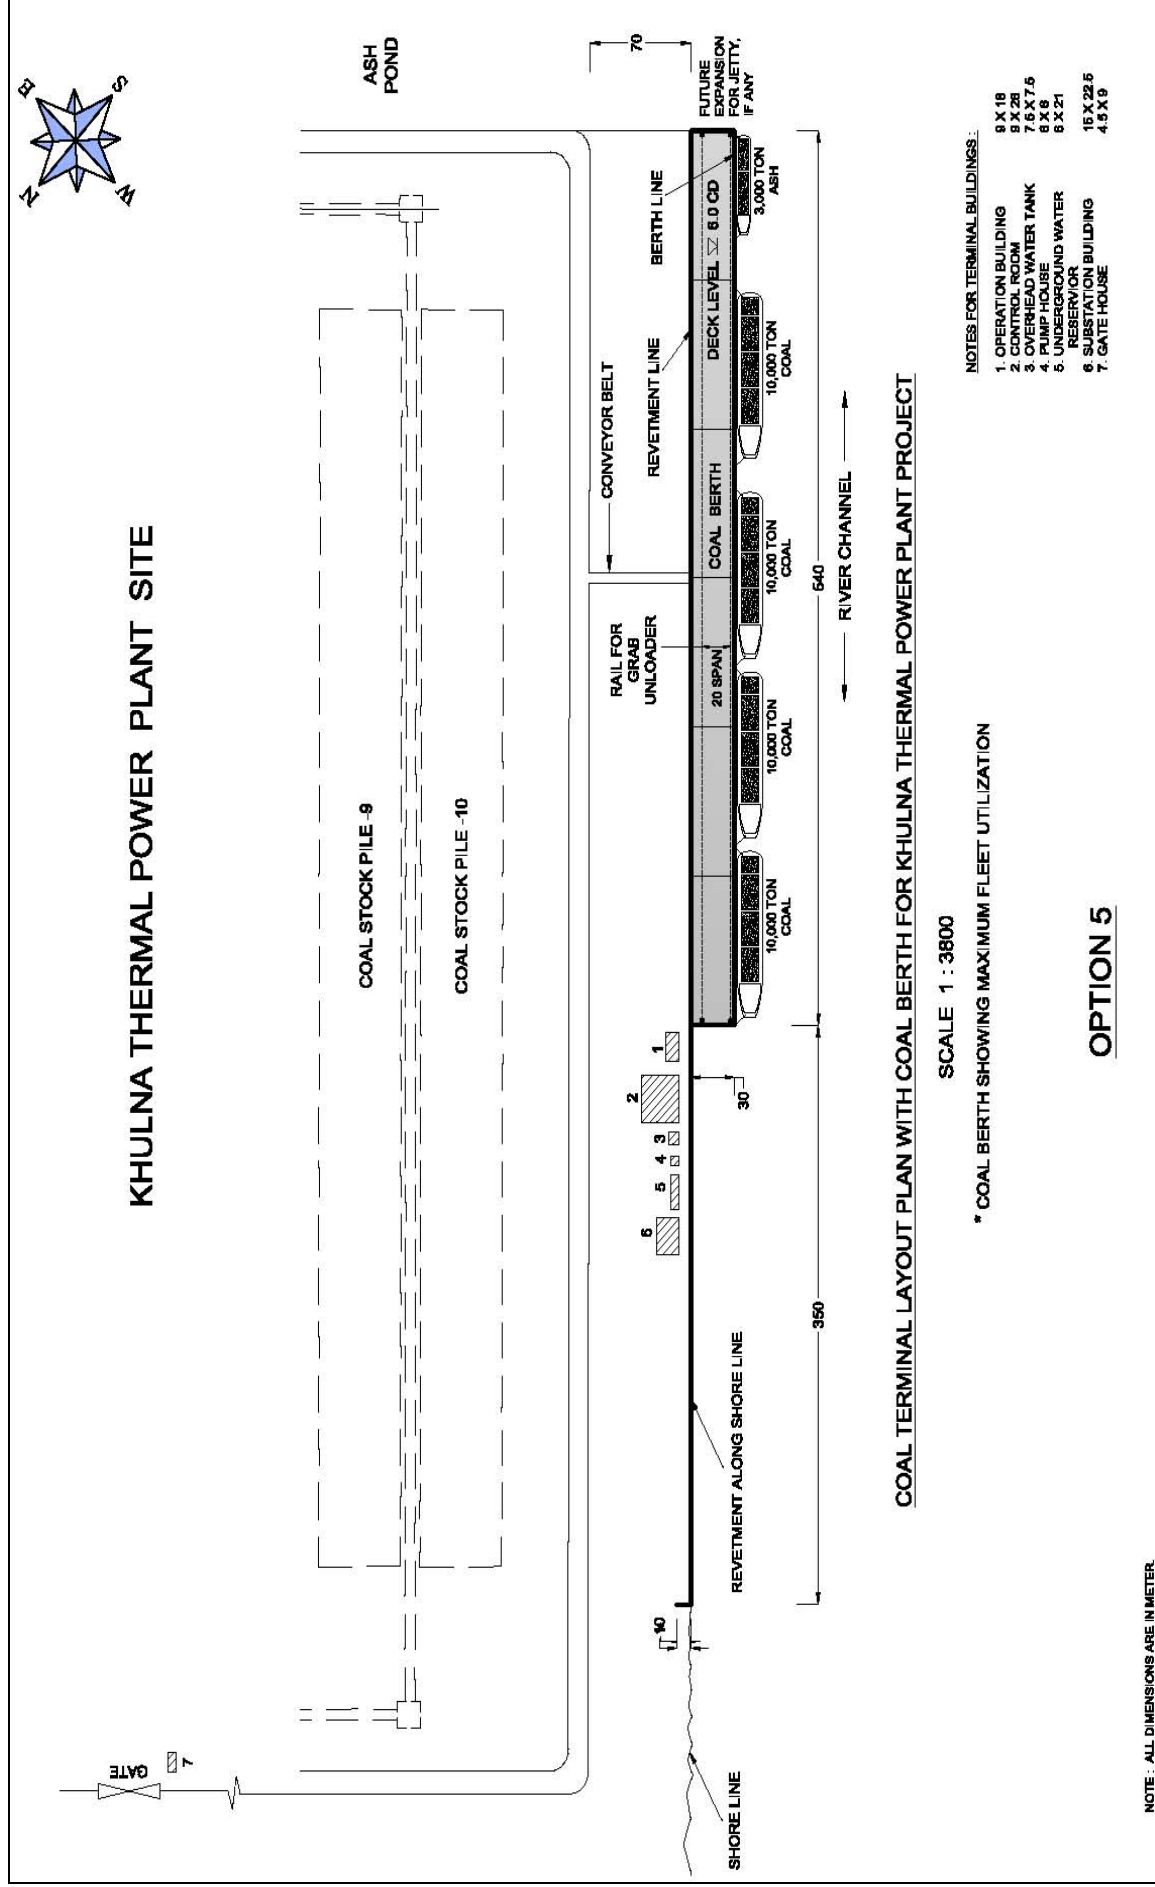 KHULNA THERMAL POWER PLANT SITE
N
E
S
W
ASH
POND
GATE
7
COAL STOCK PILE -9
COAL STOCK PILE -10
CONVEYOR BELT
70
6
5
4
3
2
1
RAIL FOR
GRAB
UNLOADER
REVETMENT LINE
BERTH LINE
FUTURE
EXPANSION
FOR JETTY,
IF ANY
10
30
20 SPAN
COAL BERTH
DECK LEVEL 6.0 CD
SHORE LINE
REVETMENT ALONG SHORE LINE
10,000 TON
COAL
10,000 TON
COAL
10,000 TON
COAL
10,000 TON
COAL
3,000 TON
ASH
350
540
RIVER CHANNEL
COAL TERMINAL LAYOUT PLAN WITH COAL BERTH FOR KHULNA THERMAL POWER PLANT PROJECT
SCALE 1 : 3800
* COAL BERTH SHOWING MAXIMUM FLEET UTILIZATION
NOTES FOR TERMINAL BUILDINGS :
1. OPERATION BUILDING 9 X 18
2. CONTROL ROOM
3. OVERHEAD WATER TANK 7.5 X 7.5
4. PUMP HOUSE 6 X 6
5. UNDERGROUND WATER 6 X 21
RESERVIOR
6. SUBSTATION BUILDING 15 X 22.5
7. GATE HOUSE 4.5 X 9
OPTION 5
NOTE : ALL DIMENSIONS ARE IN METER.